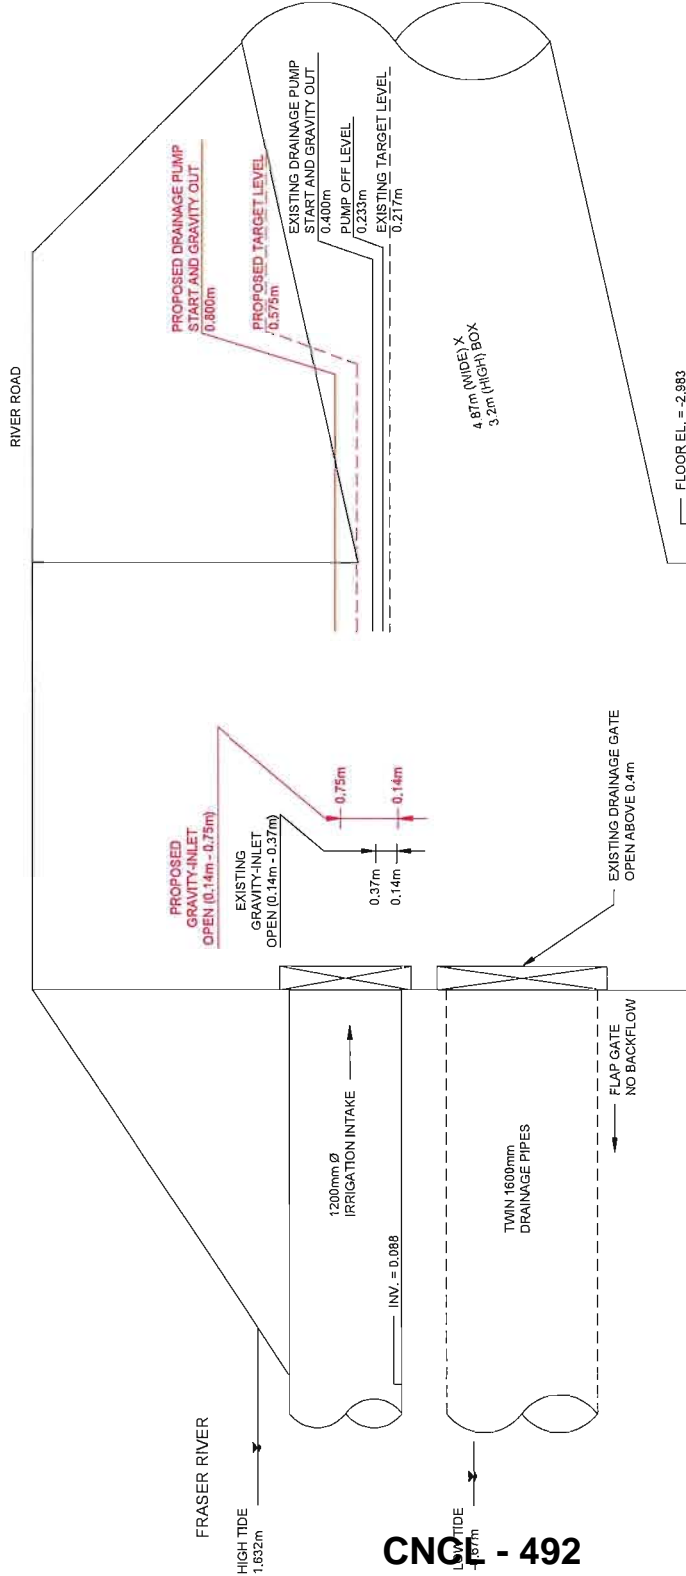 RIVER ROAD
FRASER RIVER
HIGH TIDE
1.632m
LOW TIDE
INV. = 0.088
1200mm Ø
IRRIGATION INTAKE
TWIN 1600mm
DRAINAGE PIPES
FLAP GATE
NO BACKFLOW
EXISTING DRAINAGE GATE
OPEN ABOVE 0.4m
PROPOSED
GRAVITY-INLET
OPEN (0.14m - 0.75m)
EXISTING
GRAVITY-INLET
OPEN (0.14m - 0.37m)
0.75m
0.14m
0.37m
0.14m
PROPOSED DRAINAGE PUMP
START AND GRAVITY OUT
0.800m
PROPOSED TARGET LEVEL
0.575m
EXISTING DRAINAGE PUMP
START AND GRAVITY OUT
0.400m
PUMP OFF LEVEL
0.233m
EXISTING TARGET LEVEL
0.217m
4.87m (WIDE) X
3.2m (HIGH) BOX
FLOOR EL. = -2.983
CNCL - 492